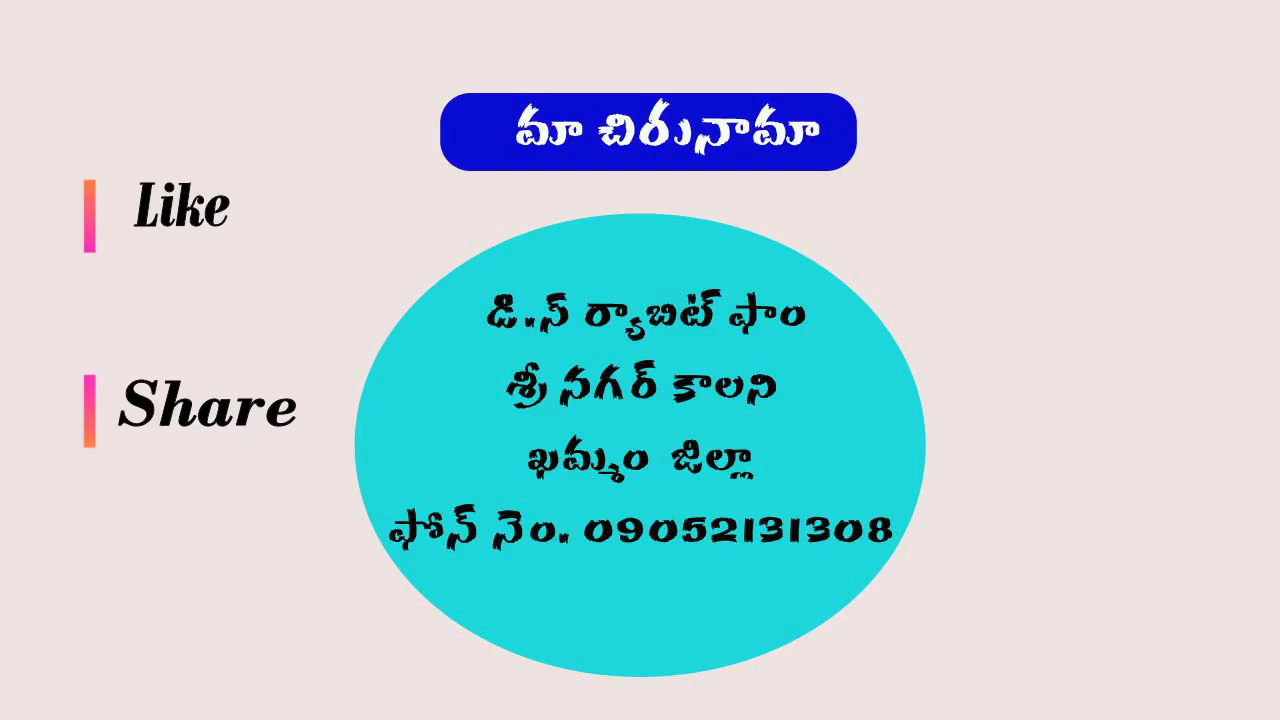 మా చిరునామా
Like
Share
డి.స్ ర్యాబిట్ ఫాం
శ్రీ నగర్ కాలని
ఖమ్మం జిల్లా
ఫోన్ నెం. 09052131308